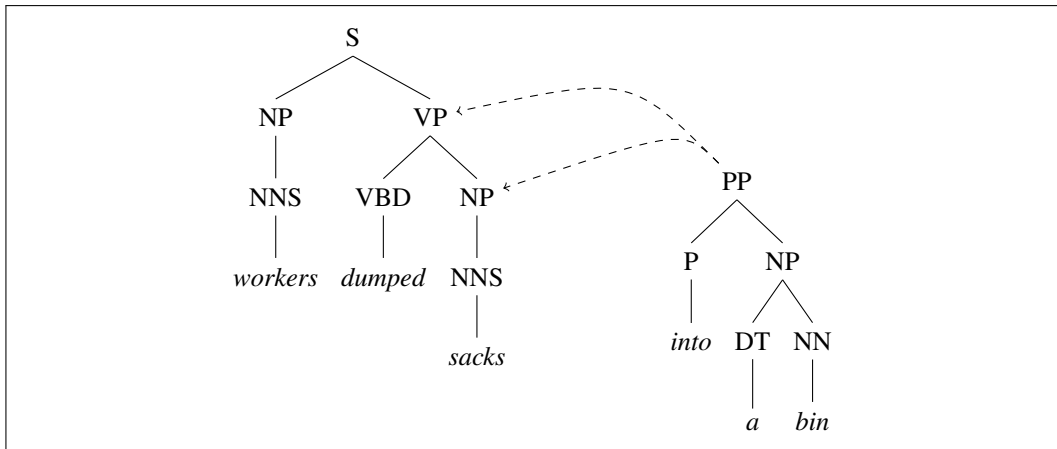 S
NP VP
PP
NNS VBD NP
P NP
workers dumped NNS
into DT NN
sacks
a bin